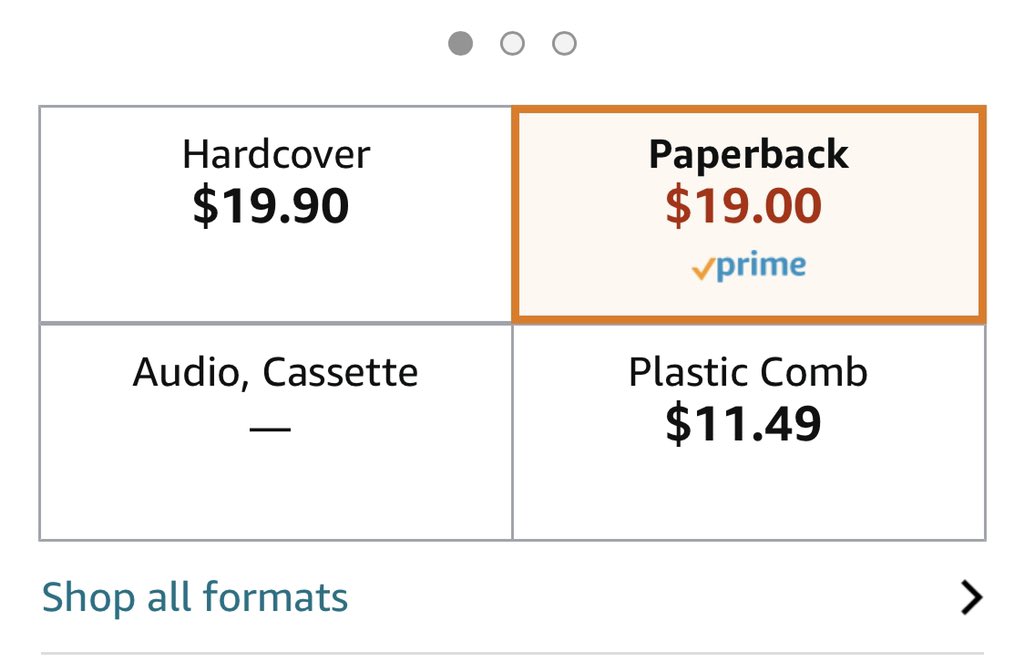 Hardcover
$19.90
Paperback
$19.00
prime
Audio, Cassette
—
Plastic Comb
$11.49
Shop all formats